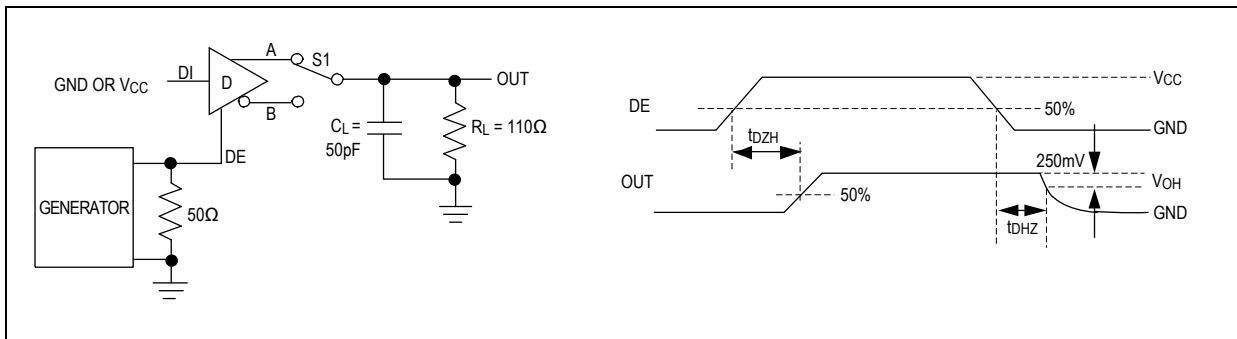 A
S1
DI
D
OUT
GND OR VCC
B
CL =
50pF
RL = 110Ω
DE
GENERATOR
50Ω
VCC
DE
50%
GND
tDZH
250mV
OUT
VOH
50%
GND
tDHZ